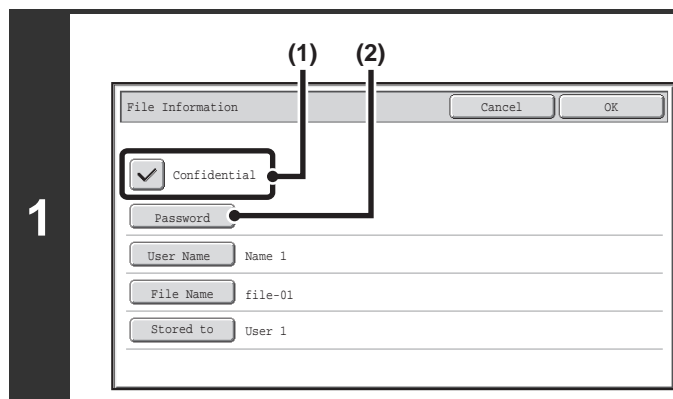 (1) (2)
File Information Cancel OK
Confidential
1
Password
User Name Name 1
File Name file-01
Stored to User 1